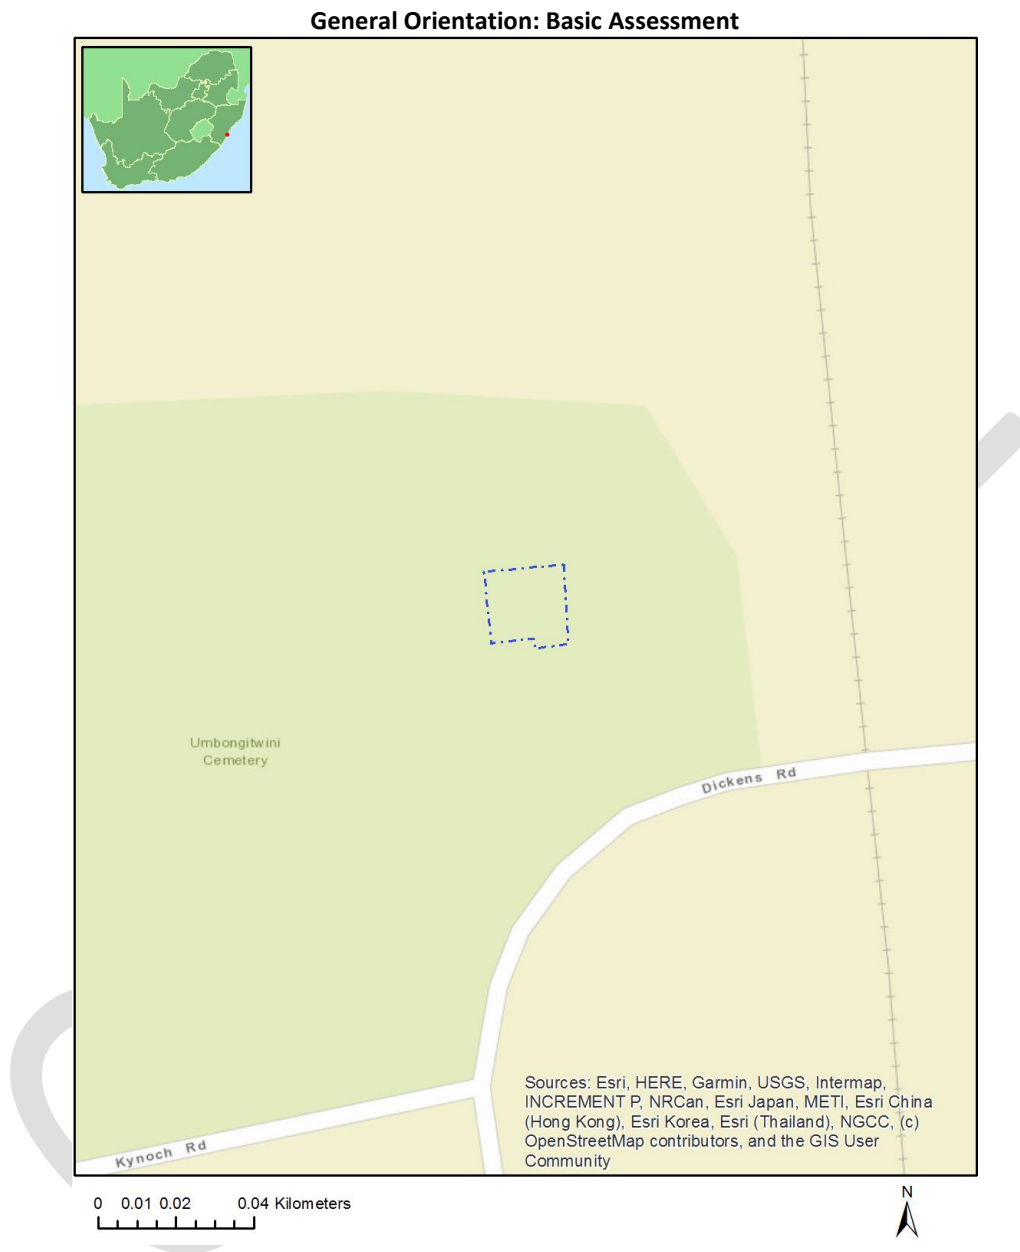 General Orientation: Basic Assessment
Umbongitwini
Cemetery
Dickens Rd
Kynoch Rd
Sources: Esri, HERE, Garmin, USGS, Intermap,
INCREMENT P, NRCan, Esri Japan, METI, Esri China
(Hong Kong), Esri Korea, Esri (Thailand), NGCC, (c)
OpenStreetMap contributors, and the GIS User
Community
0 0.01 0.02 0.04 Kilometers
N